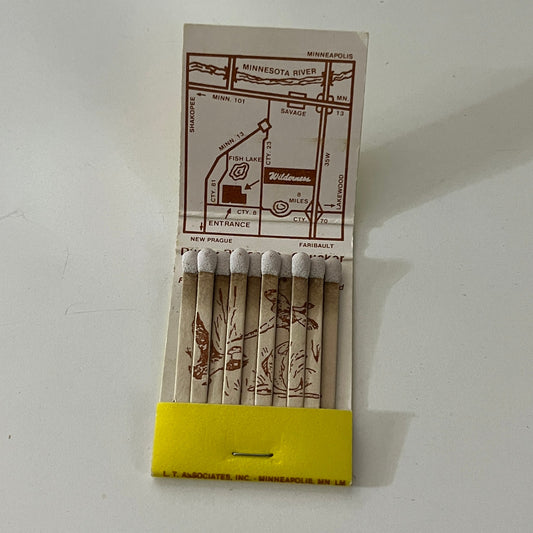 MINNEAPOLIS
MINNESOTA RIVER
MINN. 101
SAVAGE
MN.
13
SHAKOPEE
MINN. 13
CTY. 23
35W
FISH LAKE
Wilderness
CTY. 81
8
MILES
LAKEWOOD
CTY. 8
CTY. 70
ENTRANCE
NEW PRAGUE
FARIBAULT
L. T. ASSOCIATES, INC. - MINNEAPOLIS, MN LM